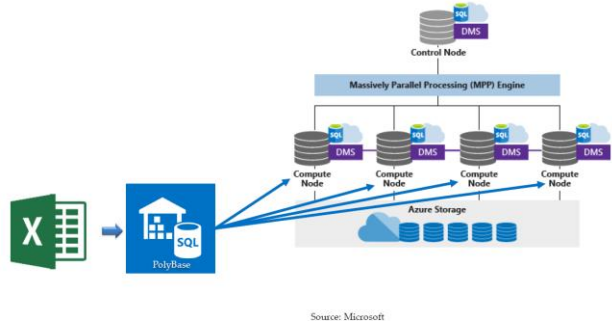 SQL
DMS
Control Node
Massively Parallel Processing (MPP) Engine
SQL
DMS
SQL
DMS
SQL
DMS
SQL
DMS
Compute
Node
Compute
Node
Compute
Node
Compute
Node
Azure Storage
X
SQL
PolyBase
Source: Microsoft